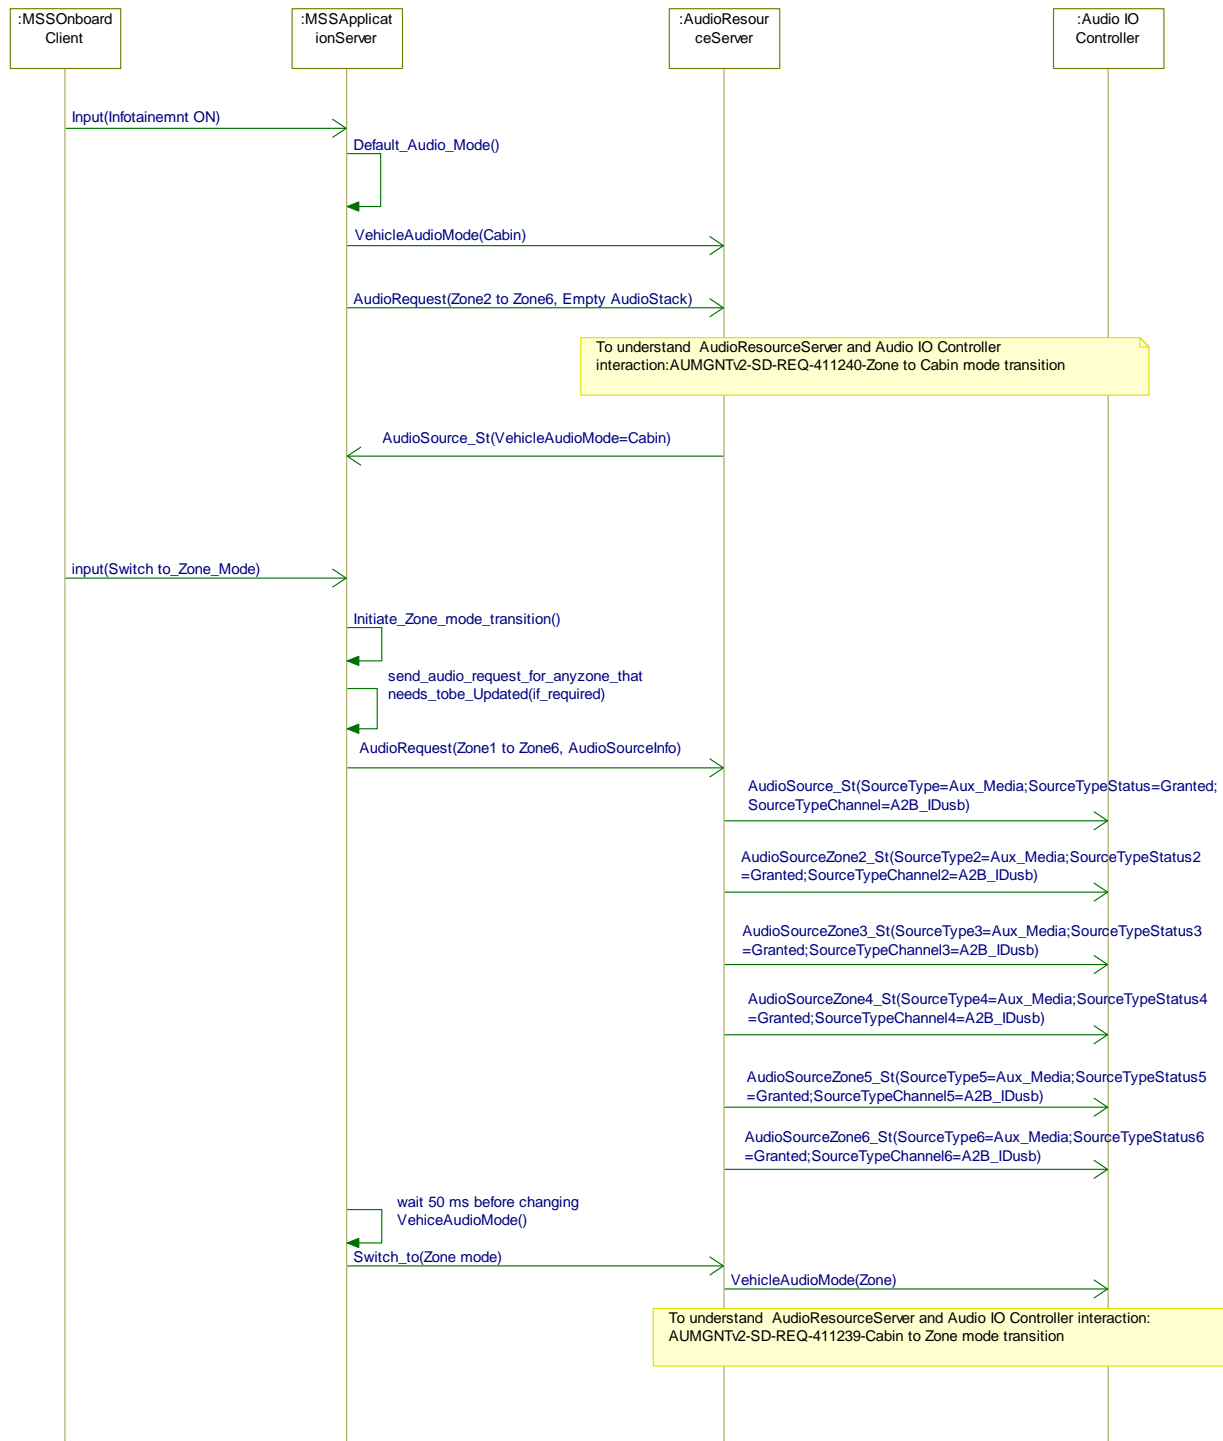 :MSSOnboard
Client
:MSSApplicat
ionServer
:AudioResour
ceServer
:Audio IO
Controller
Input(Infotainemnt ON)
Default_Audio_Mode()
VehicleAudioMode(Cabin)
AudioRequest(Zone2 to Zone6, Empty AudioStack)
To understand  AudioResourceServer and Audio IO Controller
interaction:AUMGNTv2-SD-REQ-411240-Zone to Cabin mode transition
AudioSource_St(VehicleAudioMode=Cabin)
input(Switch to_Zone_Mode)
Initiate_Zone_mode_transition()
send_audio_request_for_anyzone_that
needs_tobe_Updated(if_required)
AudioRequest(Zone1 to Zone6, AudioSourceInfo)
AudioSource_St(SourceType=Aux_Media;SourceTypeStatus=Granted;
SourceTypeChannel=A2B_IDusb)
AudioSourceZone2_St(SourceType2=Aux_Media;SourceTypeStatus2
=Granted;SourceTypeChannel2=A2B_IDusb)
AudioSourceZone3_St(SourceType3=Aux_Media;SourceTypeStatus3
=Granted;SourceTypeChannel3=A2B_IDusb)
AudioSourceZone4_St(SourceType4=Aux_Media;SourceTypeStatus4
=Granted;SourceTypeChannel4=A2B_IDusb)
AudioSourceZone5_St(SourceType5=Aux_Media;SourceTypeStatus5
=Granted;SourceTypeChannel5=A2B_IDusb)
AudioSourceZone6_St(SourceType6=Aux_Media;SourceTypeStatus6
=Granted;SourceTypeChannel6=A2B_IDusb)
wait 50 ms before changing
VehiceAudioMode()
Switch_to(Zone mode)
VehicleAudioMode(Zone)
To understand  AudioResourceServer and Audio IO Controller interaction:
AUMGNTv2-SD-REQ-411239-Cabin to Zone mode transition